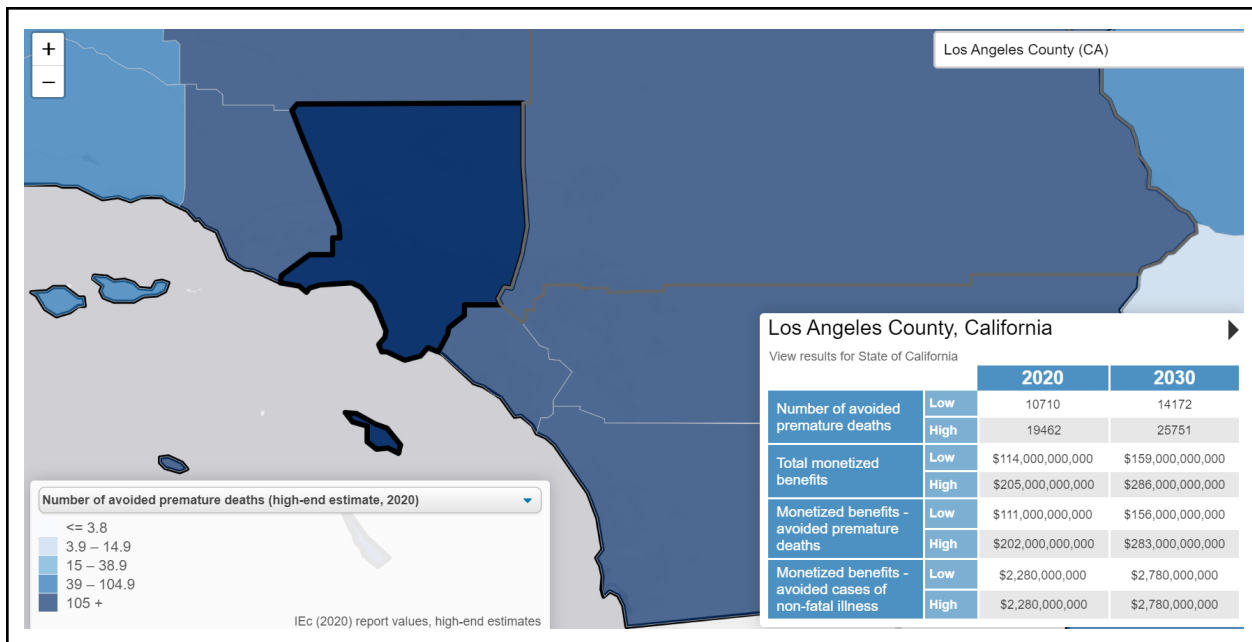 +
Los Angeles County (CA)
−
Los Angeles County, California
View results for State of California
2020 2030
Number of avoided premature deaths Low 10710 14172
High 19462 25751
Total monetized benefits Low $114,000,000,000 $159,000,000,000
High $205,000,000,000 $286,000,000,000
Monetized benefits - avoided premature deaths Low $111,000,000,000 $156,000,000,000
High $202,000,000,000 $283,000,000,000
Monetized benefits - avoided cases of non-fatal illness Low $2,280,000,000 $2,780,000,000
High $2,280,000,000 $2,780,000,000
Number of avoided premature deaths (high-end estimate, 2020)
<= 3.8
3.9 – 14.9
15 – 38.9
39 – 104.9
105 +
IEc (2020) report values, high-end estimates